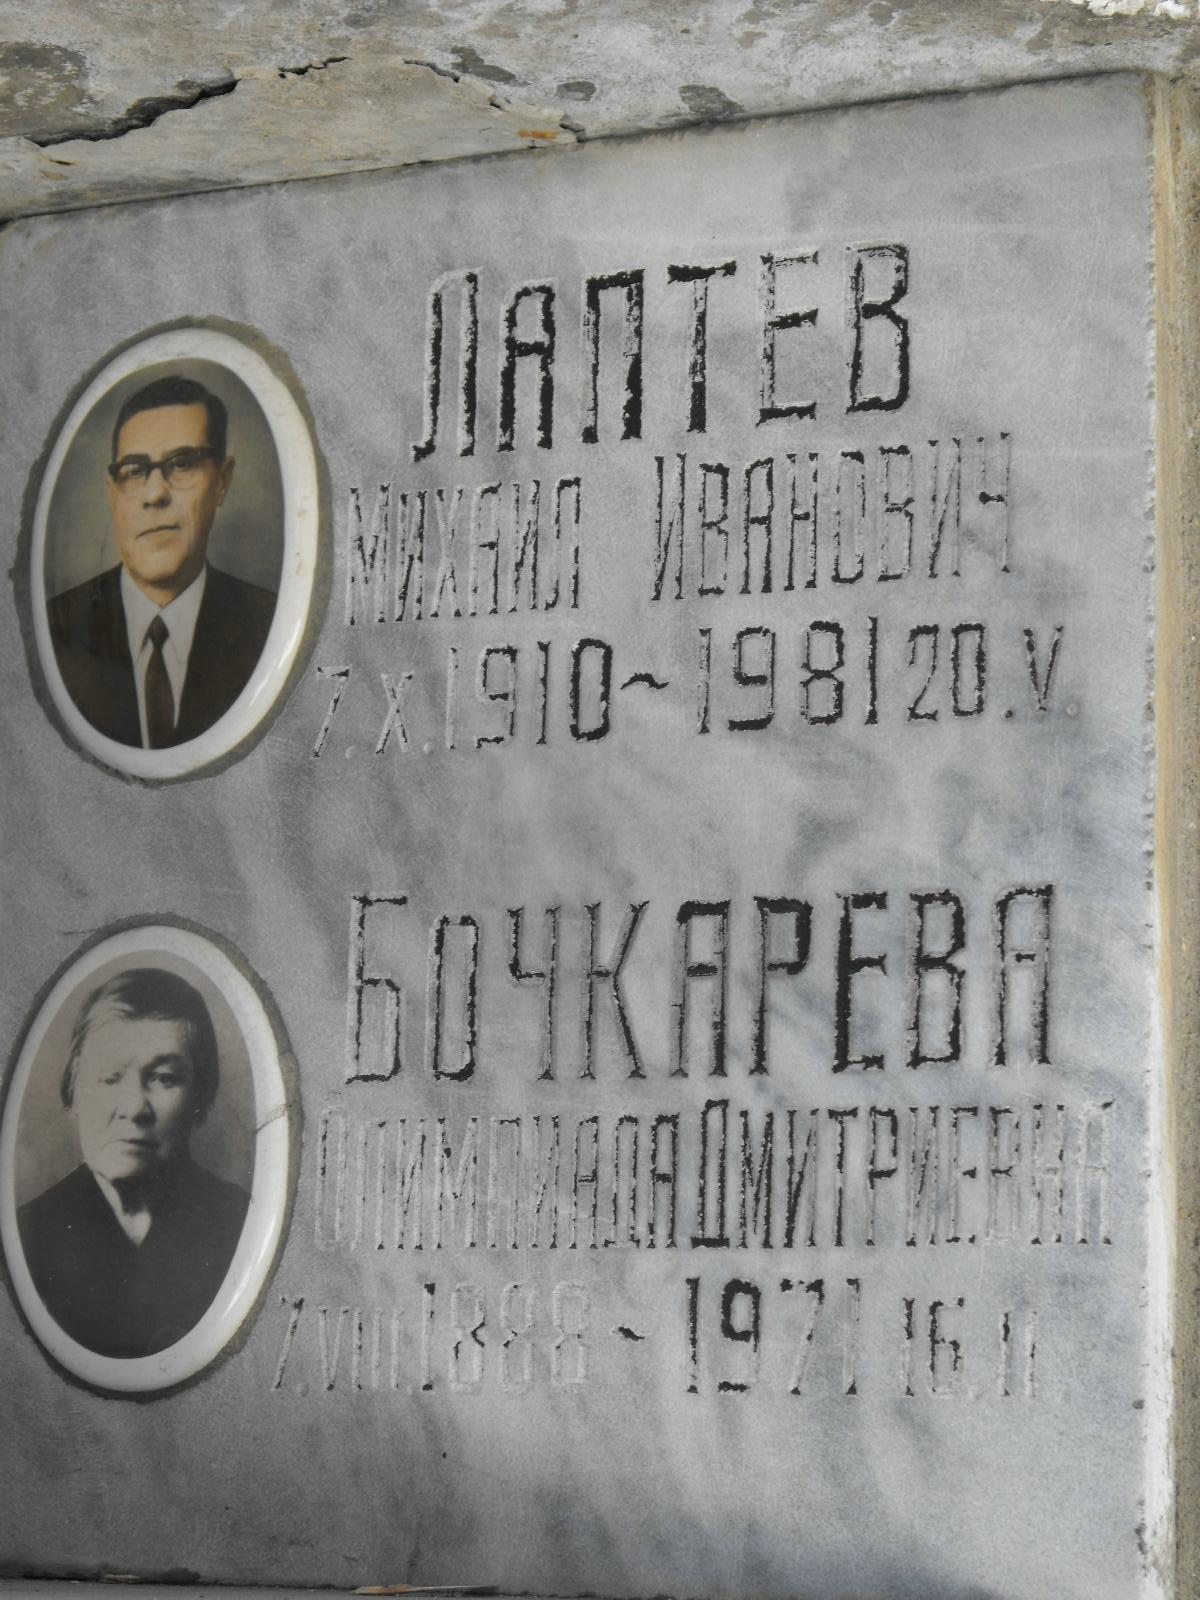 ЛАПТЕВ
МИХАИЛ ИВАНОВИЧ
7.X.1910~1981 20.V.
БОЧКАРЕВА
ОЛИМПИАДА ДМИТРИЕВНА
7.VIII.1888~1971 16.II